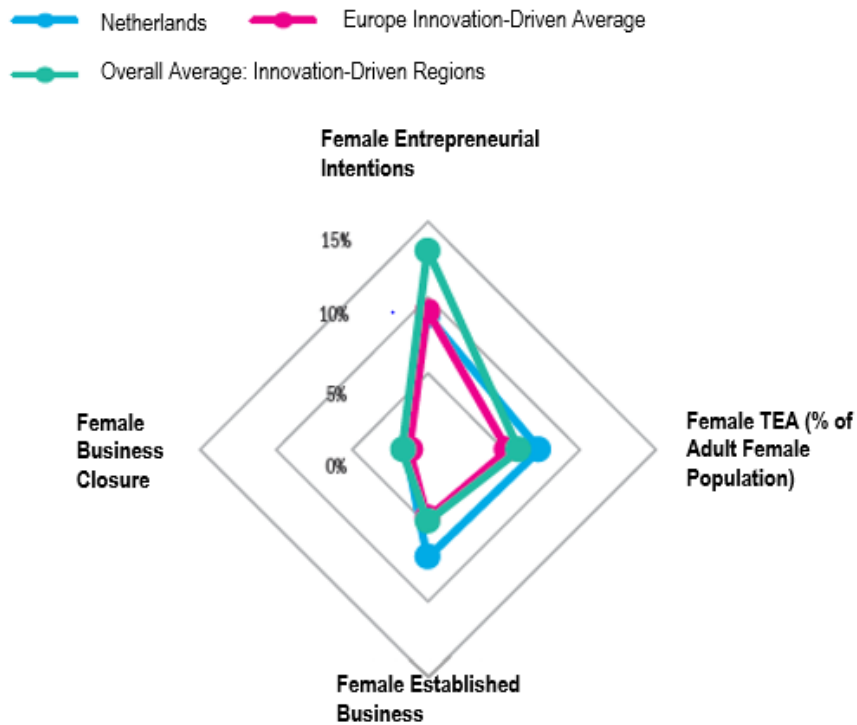 Netherlands
Europe Innovation-Driven Average
Overall Average: Innovation-Driven Regions
Female Entrepreneurial
Intentions
15%
10%
5%
0%
Female
Business
Closure
Female TEA (% of
Adult Female
Population)
Female Established
Business